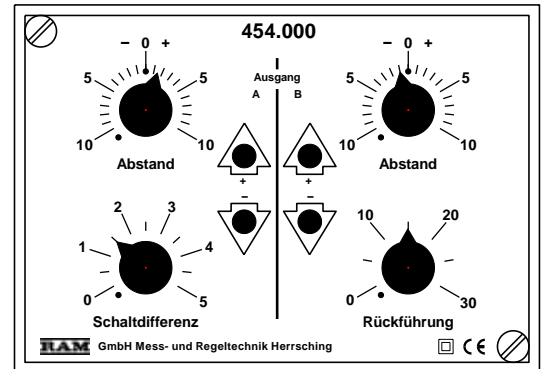 454.000
− 0 +
5 5
10 10
Abstand
Ausgang
A B
+ +
− −
− 0 +
5 5
10 10
Abstand
2 3
1 4
0 5
Schaltdifferenz
10 20
0 30
Rückführung
RAM GmbH Mess- und Regeltechnik Herrsching
CE